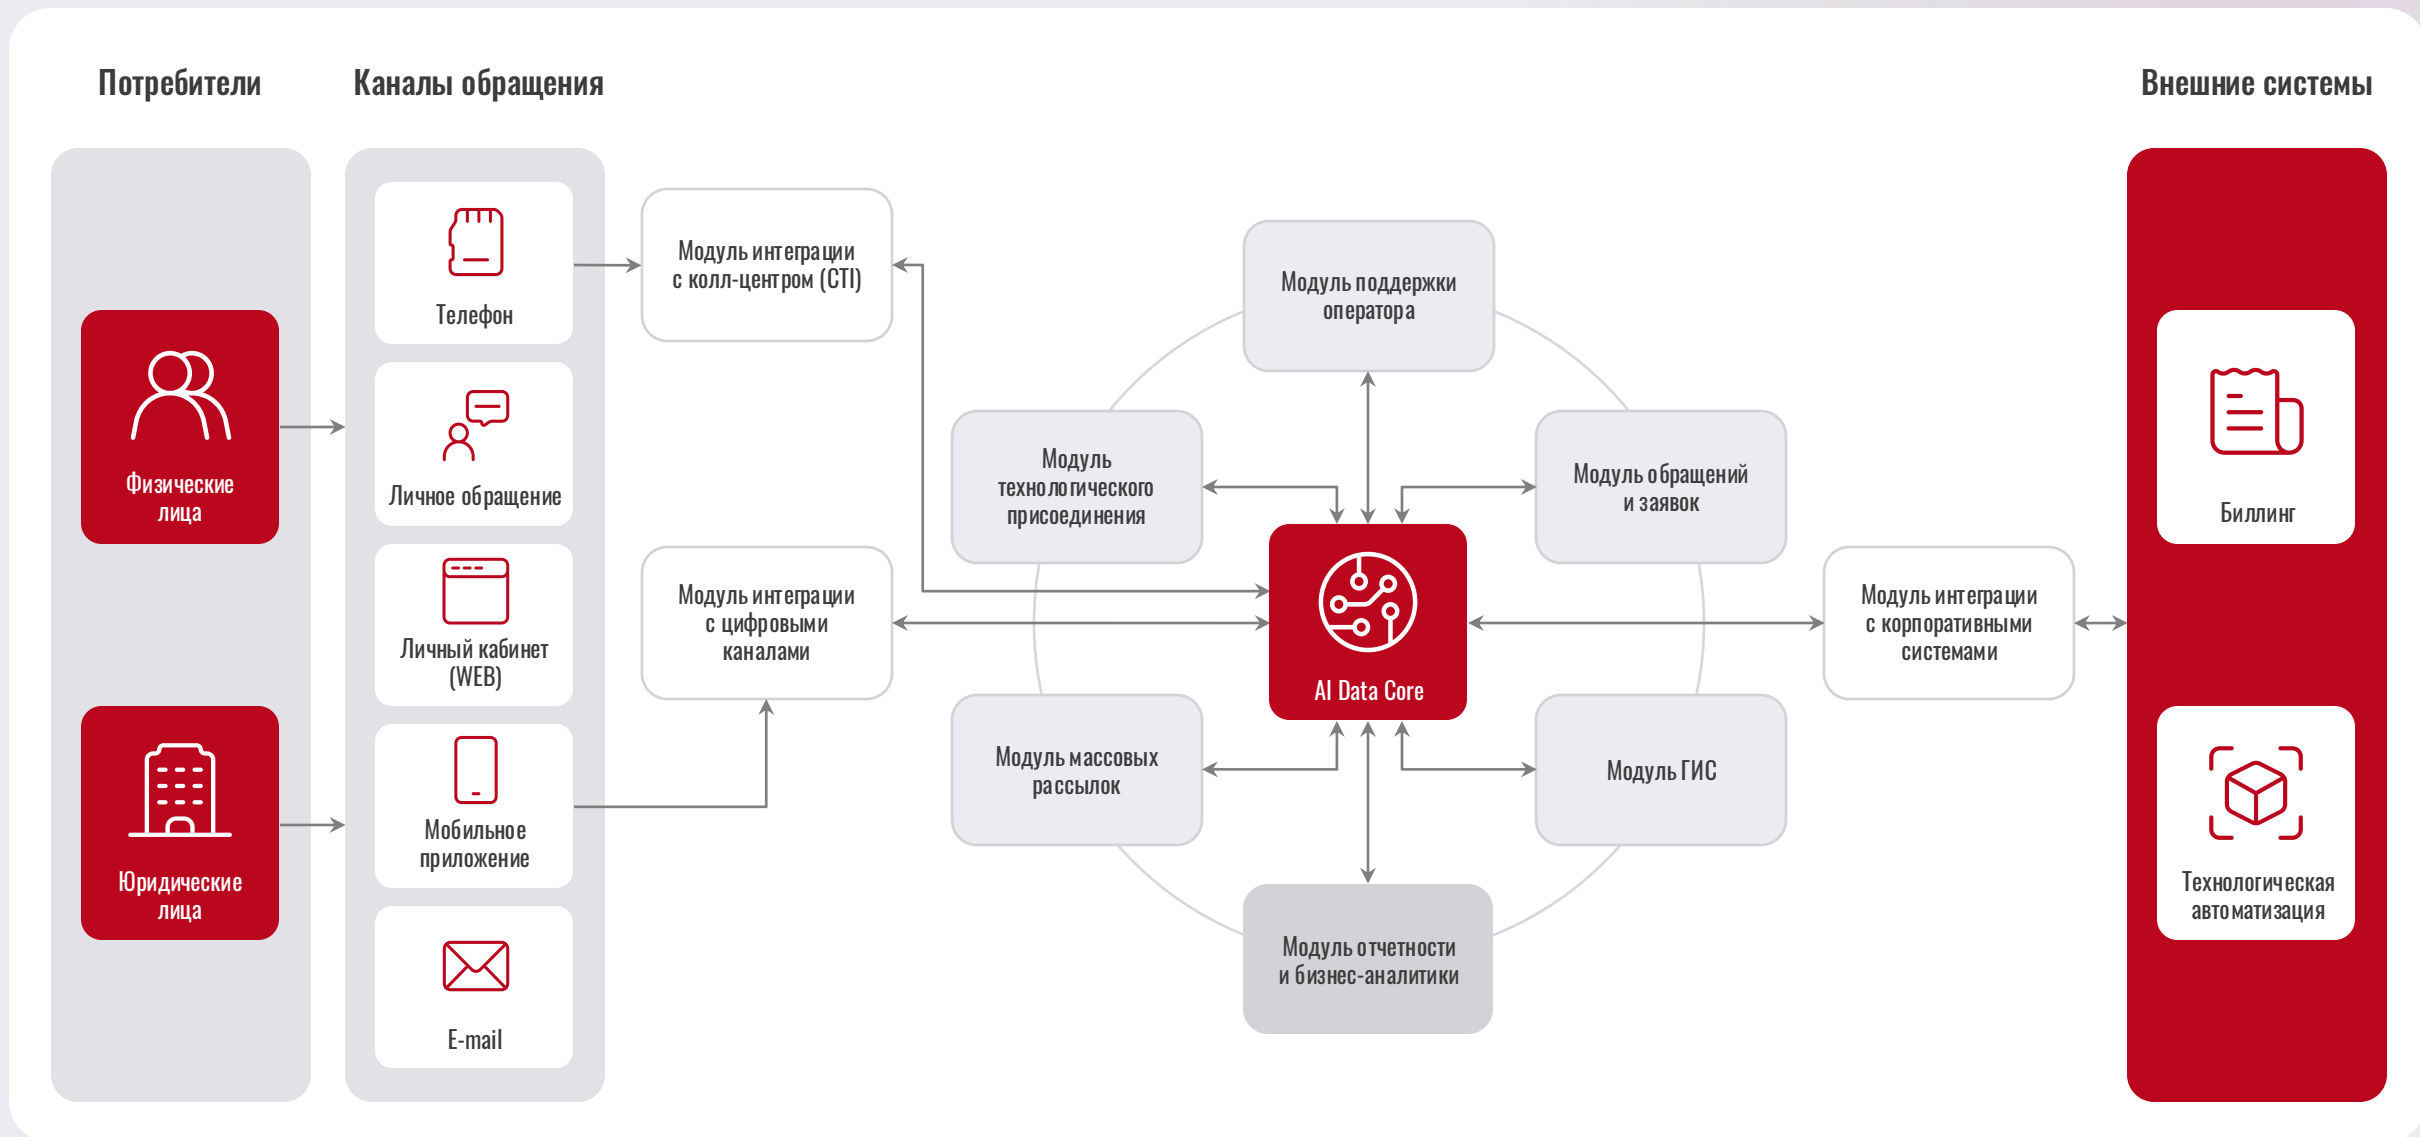 Потребители
Каналы обращения
Внешние системы
Физические
лица
Юридические
лица
Телефон
Личное обращение
Личный кабинет
(WEB)
Мобильное
приложение
E-mail
Модуль интеграции
с колл-центром (CTI)
Модуль интеграции
с цифровыми
каналами
Модуль поддержки
оператора
Модуль
технологического
присоединения
Модуль обращений
и заявок
AI Data Core
Модуль массовых
рассылок
Модуль ГИС
Модуль отчетности
и бизнес-аналитики
Модуль интеграции
с корпоративными
системами
Биллинг
Технологическая
автоматизация